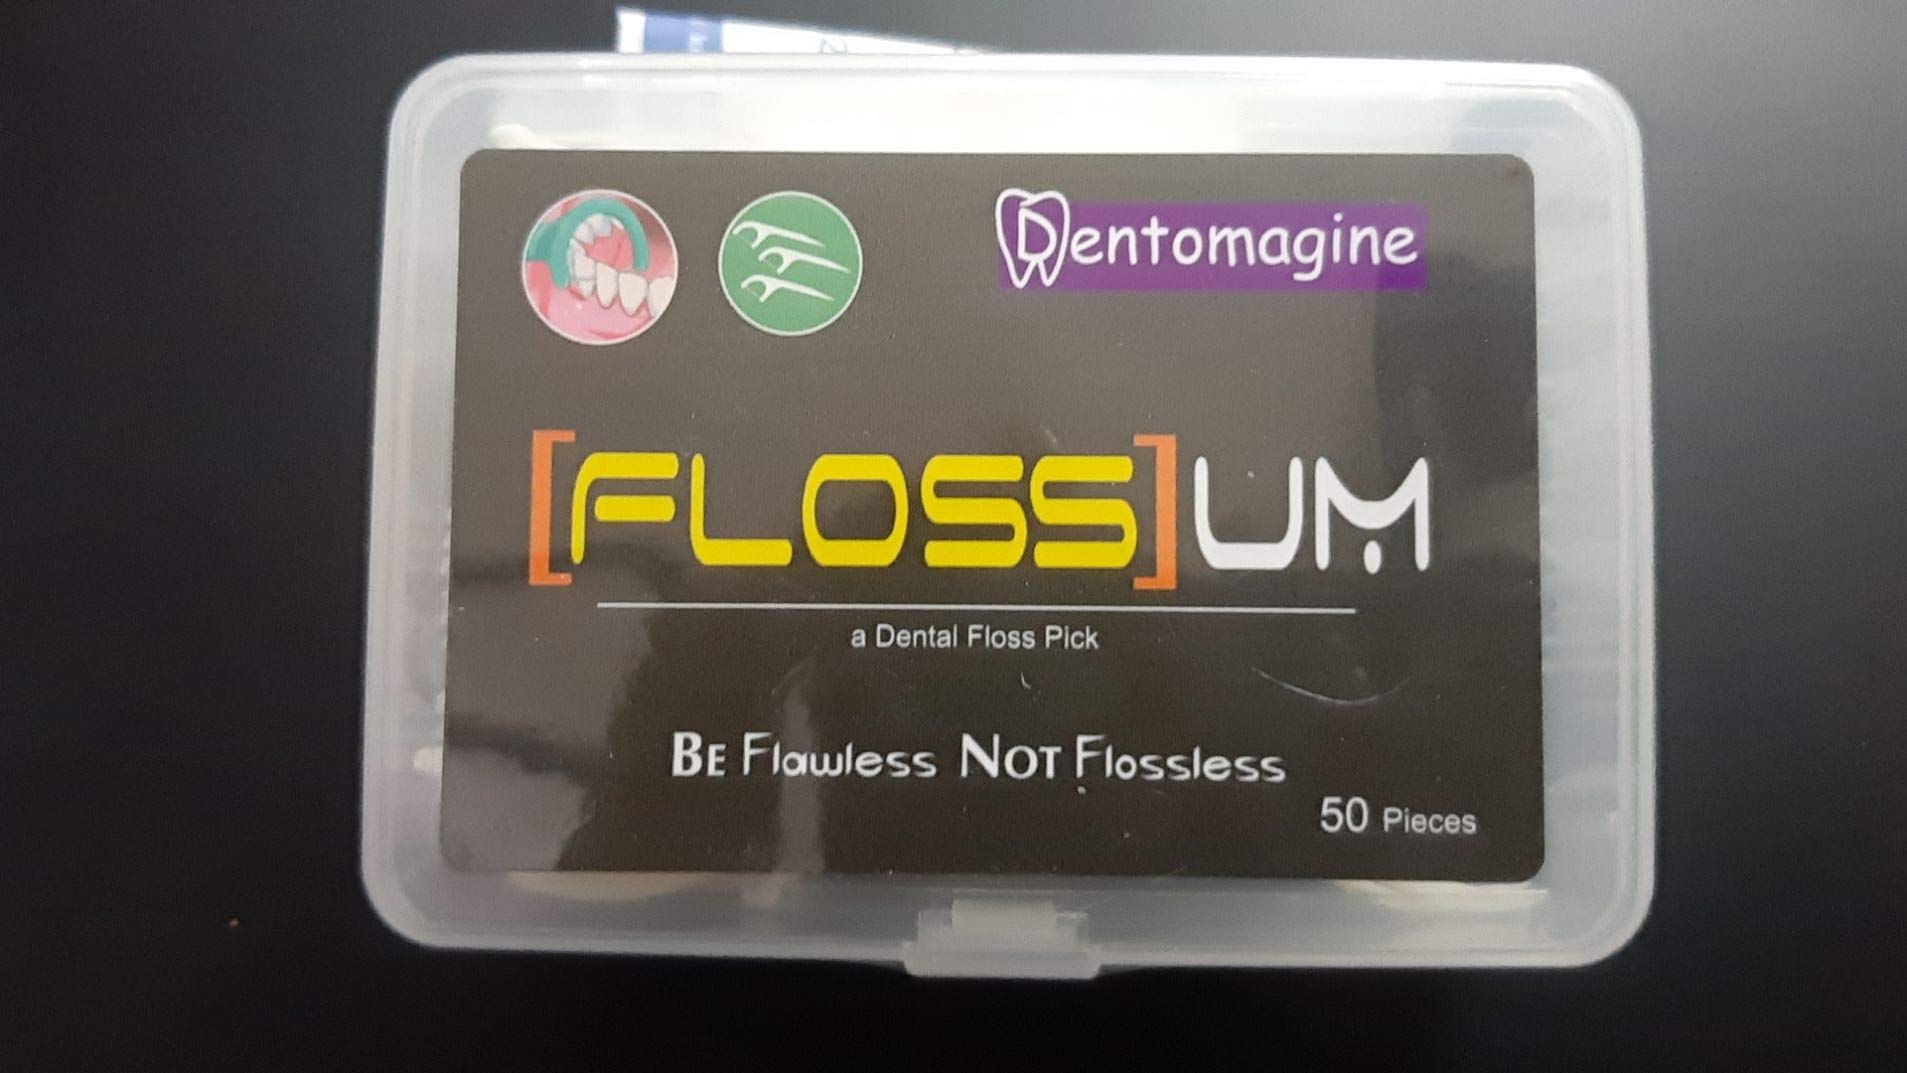 Dentomagine
[FLOSS]UM
a Dental Floss Pick
BE Flawless NOT Flossless
50 Pieces